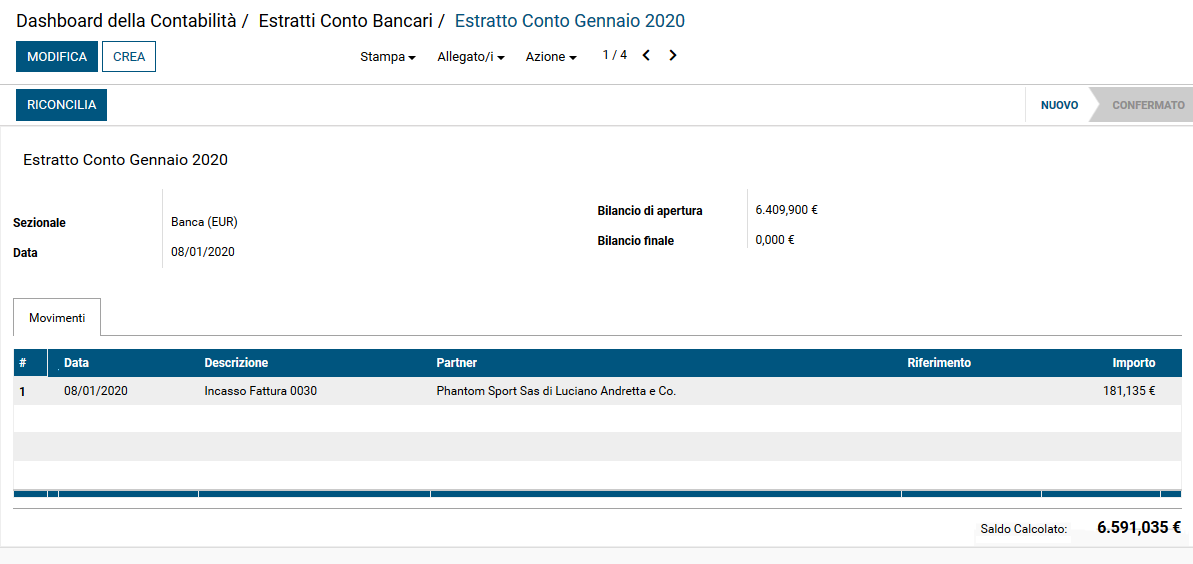 Dashboard della Contabilità / Estratti Conto Bancari / Estratto Conto Gennaio 2020
MODIFICA CREA Stampa Allegato/i Azione 1 / 4
RICONCILIA NUOVO CONFERMATO
Estratto Conto Gennaio 2020
Sezionale Banca (EUR)
Data 08/01/2020
Bilancio di apertura 6.409,900 €
Bilancio finale 0,000 €
Movimenti
# Data Descrizione Partner Riferimento Importo
1 08/01/2020 Incasso Fattura 0030 Phantom Sport Sas di Luciano Andretta e Co. 181,135 €
Saldo Calcolato: 6.591,035 €